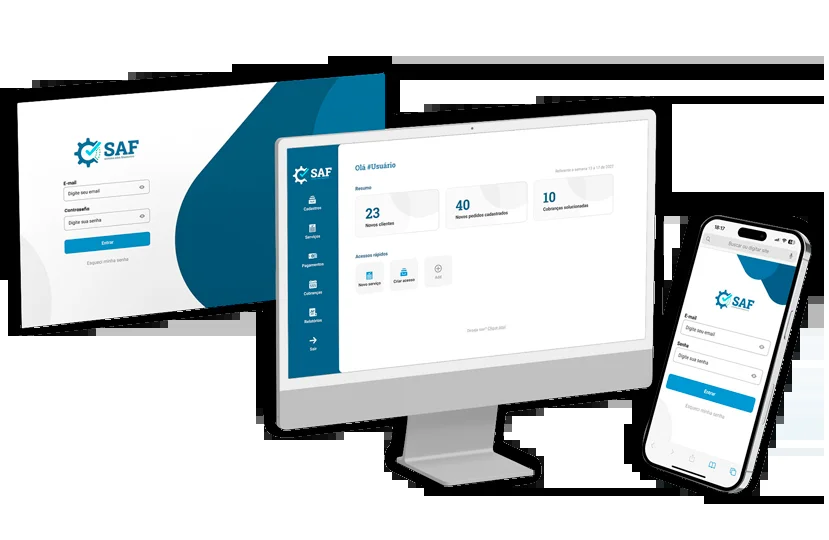 SAF
E-mail
Digite seu email
Contraseña
Digite sua senha
Entrar
Esqueci minha senha
SAF
Cadastros
Serviços
Pagamentos
Cobranças
Relatórios
Sair
Olá #Usuário
Resumo
23
Novos clientes
40
Novos pedidos cadastrados
10
Cobranças solucionadas
Acessos rápidos
Novo serviço
Criar acesso
Add
18:17
Buscar ou digitar site
SAF
E-mail
Digite seu email
Senha
Digite sua senha
Entrar
Esqueci minha senha